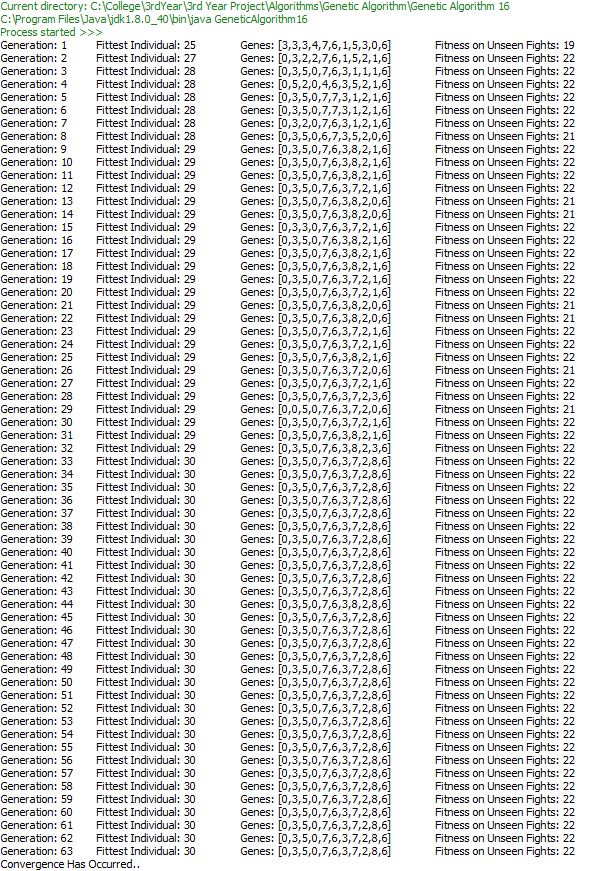 Current directory: C:\College\3rdYear\3rd Year Project\Algorithms\Genetic Algorithm\Genetic Algorithm 16
C:\Program Files\Java\jdk1.8.0_40\bin\java GeneticAlgorithm16
Process started >>>
Generation: 1 Fittest Individual: 25 Genes: [3,3,3,4,7,6,1,5,3,0,6] Fitness on Unseen Fights: 19
Generation: 2 Fittest Individual: 27 Genes: [0,3,2,2,7,6,1,5,2,1,6] Fitness on Unseen Fights: 22
Generation: 3 Fittest Individual: 28 Genes: [0,3,5,0,7,6,3,1,1,1,6] Fitness on Unseen Fights: 22
Generation: 4 Fittest Individual: 28 Genes: [0,5,2,0,4,6,3,5,2,1,6] Fitness on Unseen Fights: 22
Generation: 5 Fittest Individual: 28 Genes: [0,3,5,0,7,7,3,1,2,1,6] Fitness on Unseen Fights: 22
Generation: 6 Fittest Individual: 28 Genes: [0,3,5,0,7,7,3,1,2,1,6] Fitness on Unseen Fights: 22
Generation: 7 Fittest Individual: 28 Genes: [0,3,2,0,7,6,3,1,2,1,6] Fitness on Unseen Fights: 22
Generation: 8 Fittest Individual: 28 Genes: [0,3,5,0,6,7,3,5,2,0,6] Fitness on Unseen Fights: 21
Generation: 9 Fittest Individual: 29 Genes: [0,3,5,0,7,6,3,8,2,1,6] Fitness on Unseen Fights: 22
Generation: 10 Fittest Individual: 29 Genes: [0,3,5,0,7,6,3,8,2,1,6] Fitness on Unseen Fights: 22
Generation: 11 Fittest Individual: 29 Genes: [0,3,5,0,7,6,3,8,2,1,6] Fitness on Unseen Fights: 22
Generation: 12 Fittest Individual: 29 Genes: [0,3,5,0,7,6,3,7,2,1,6] Fitness on Unseen Fights: 22
Generation: 13 Fittest Individual: 29 Genes: [0,3,5,0,7,6,3,8,2,0,6] Fitness on Unseen Fights: 21
Generation: 14 Fittest Individual: 29 Genes: [0,3,5,0,7,6,3,8,2,0,6] Fitness on Unseen Fights: 21
Generation: 15 Fittest Individual: 29 Genes: [0,3,3,0,7,6,3,7,2,1,6] Fitness on Unseen Fights: 22
Generation: 16 Fittest Individual: 29 Genes: [0,3,5,0,7,6,3,8,2,1,6] Fitness on Unseen Fights: 22
Generation: 17 Fittest Individual: 29 Genes: [0,3,5,0,7,6,3,8,2,1,6] Fitness on Unseen Fights: 22
Generation: 18 Fittest Individual: 29 Genes: [0,3,5,0,7,6,3,8,2,1,6] Fitness on Unseen Fights: 22
Generation: 19 Fittest Individual: 29 Genes: [0,3,5,0,7,6,3,7,2,1,6] Fitness on Unseen Fights: 22
Generation: 20 Fittest Individual: 29 Genes: [0,3,5,0,7,6,3,7,2,1,6] Fitness on Unseen Fights: 22
Generation: 21 Fittest Individual: 29 Genes: [0,3,5,0,7,6,3,8,2,0,6] Fitness on Unseen Fights: 21
Generation: 22 Fittest Individual: 29 Genes: [0,3,5,0,7,6,3,8,2,0,6] Fitness on Unseen Fights: 21
Generation: 23 Fittest Individual: 29 Genes: [0,3,5,0,7,6,3,7,2,1,6] Fitness on Unseen Fights: 22
Generation: 24 Fittest Individual: 29 Genes: [0,3,5,0,7,6,3,7,2,1,6] Fitness on Unseen Fights: 22
Generation: 25 Fittest Individual: 29 Genes: [0,3,5,0,7,6,3,8,2,1,6] Fitness on Unseen Fights: 22
Generation: 26 Fittest Individual: 29 Genes: [0,3,5,0,7,6,3,7,2,0,6] Fitness on Unseen Fights: 21
Generation: 27 Fittest Individual: 29 Genes: [0,3,5,0,7,6,3,7,2,1,6] Fitness on Unseen Fights: 22
Generation: 28 Fittest Individual: 29 Genes: [0,3,5,0,7,6,3,7,2,3,6] Fitness on Unseen Fights: 22
Generation: 29 Fittest Individual: 29 Genes: [0,0,5,0,7,6,3,7,2,0,6] Fitness on Unseen Fights: 21
Generation: 30 Fittest Individual: 29 Genes: [0,3,5,0,7,6,3,7,2,1,6] Fitness on Unseen Fights: 22
Generation: 31 Fittest Individual: 29 Genes: [0,3,5,0,7,6,3,8,2,1,6] Fitness on Unseen Fights: 22
Generation: 32 Fittest Individual: 29 Genes: [0,3,5,0,7,6,3,8,2,3,6] Fitness on Unseen Fights: 22
Generation: 33 Fittest Individual: 30 Genes: [0,3,5,0,7,6,3,7,2,8,6] Fitness on Unseen Fights: 22
Generation: 34 Fittest Individual: 30 Genes: [0,3,5,0,7,6,3,7,2,8,6] Fitness on Unseen Fights: 22
Generation: 35 Fittest Individual: 30 Genes: [0,3,5,0,7,6,3,7,2,8,6] Fitness on Unseen Fights: 22
Generation: 36 Fittest Individual: 30 Genes: [0,3,5,0,7,6,3,7,2,8,6] Fitness on Unseen Fights: 22
Generation: 37 Fittest Individual: 30 Genes: [0,3,5,0,7,6,3,7,2,8,6] Fitness on Unseen Fights: 22
Generation: 38 Fittest Individual: 30 Genes: [0,3,5,0,7,6,3,7,2,8,6] Fitness on Unseen Fights: 22
Generation: 39 Fittest Individual: 30 Genes: [0,3,5,0,7,6,3,7,2,8,6] Fitness on Unseen Fights: 22
Generation: 40 Fittest Individual: 30 Genes: [0,3,5,0,7,6,3,7,2,8,6] Fitness on Unseen Fights: 22
Generation: 41 Fittest Individual: 30 Genes: [0,3,5,0,7,6,3,7,2,8,6] Fitness on Unseen Fights: 22
Generation: 42 Fittest Individual: 30 Genes: [0,3,5,0,7,6,3,7,2,8,6] Fitness on Unseen Fights: 22
Generation: 43 Fittest Individual: 30 Genes: [0,3,5,0,7,6,3,7,2,8,6] Fitness on Unseen Fights: 22
Generation: 44 Fittest Individual: 30 Genes: [0,3,5,0,7,6,3,8,2,8,6] Fitness on Unseen Fights: 22
Generation: 45 Fittest Individual: 30 Genes: [0,3,5,0,7,6,3,7,2,8,6] Fitness on Unseen Fights: 22
Generation: 46 Fittest Individual: 30 Genes: [0,3,5,0,7,6,3,7,2,8,6] Fitness on Unseen Fights: 22
Generation: 47 Fittest Individual: 30 Genes: [0,3,5,0,7,6,3,7,2,8,6] Fitness on Unseen Fights: 22
Generation: 48 Fittest Individual: 30 Genes: [0,3,5,0,7,6,3,7,2,8,6] Fitness on Unseen Fights: 22
Generation: 49 Fittest Individual: 30 Genes: [0,3,5,0,7,6,3,7,2,8,6] Fitness on Unseen Fights: 22
Generation: 50 Fittest Individual: 30 Genes: [0,3,5,0,7,6,3,7,2,8,6] Fitness on Unseen Fights: 22
Generation: 51 Fittest Individual: 30 Genes: [0,3,5,0,7,6,3,7,2,8,6] Fitness on Unseen Fights: 22
Generation: 52 Fittest Individual: 30 Genes: [0,3,5,0,7,6,3,7,2,8,6] Fitness on Unseen Fights: 22
Generation: 53 Fittest Individual: 30 Genes: [0,3,5,0,7,6,3,7,2,8,6] Fitness on Unseen Fights: 22
Generation: 54 Fittest Individual: 30 Genes: [0,3,5,0,7,6,3,7,2,8,6] Fitness on Unseen Fights: 22
Generation: 55 Fittest Individual: 30 Genes: [0,3,5,0,7,6,3,7,2,8,6] Fitness on Unseen Fights: 22
Generation: 56 Fittest Individual: 30 Genes: [0,3,5,0,7,6,3,7,2,8,6] Fitness on Unseen Fights: 22
Generation: 57 Fittest Individual: 30 Genes: [0,3,5,0,7,6,3,7,2,8,6] Fitness on Unseen Fights: 22
Generation: 58 Fittest Individual: 30 Genes: [0,3,5,0,7,6,3,7,2,8,6] Fitness on Unseen Fights: 22
Generation: 59 Fittest Individual: 30 Genes: [0,3,5,0,7,6,3,7,2,8,6] Fitness on Unseen Fights: 22
Generation: 60 Fittest Individual: 30 Genes: [0,3,5,0,7,6,3,7,2,8,6] Fitness on Unseen Fights: 22
Generation: 61 Fittest Individual: 30 Genes: [0,3,5,0,7,6,3,7,2,8,6] Fitness on Unseen Fights: 22
Generation: 62 Fittest Individual: 30 Genes: [0,3,5,0,7,6,3,7,2,8,6] Fitness on Unseen Fights: 22
Generation: 63 Fittest Individual: 30 Genes: [0,3,5,0,7,6,3,7,2,8,6] Fitness on Unseen Fights: 22
Convergence Has Occurred..